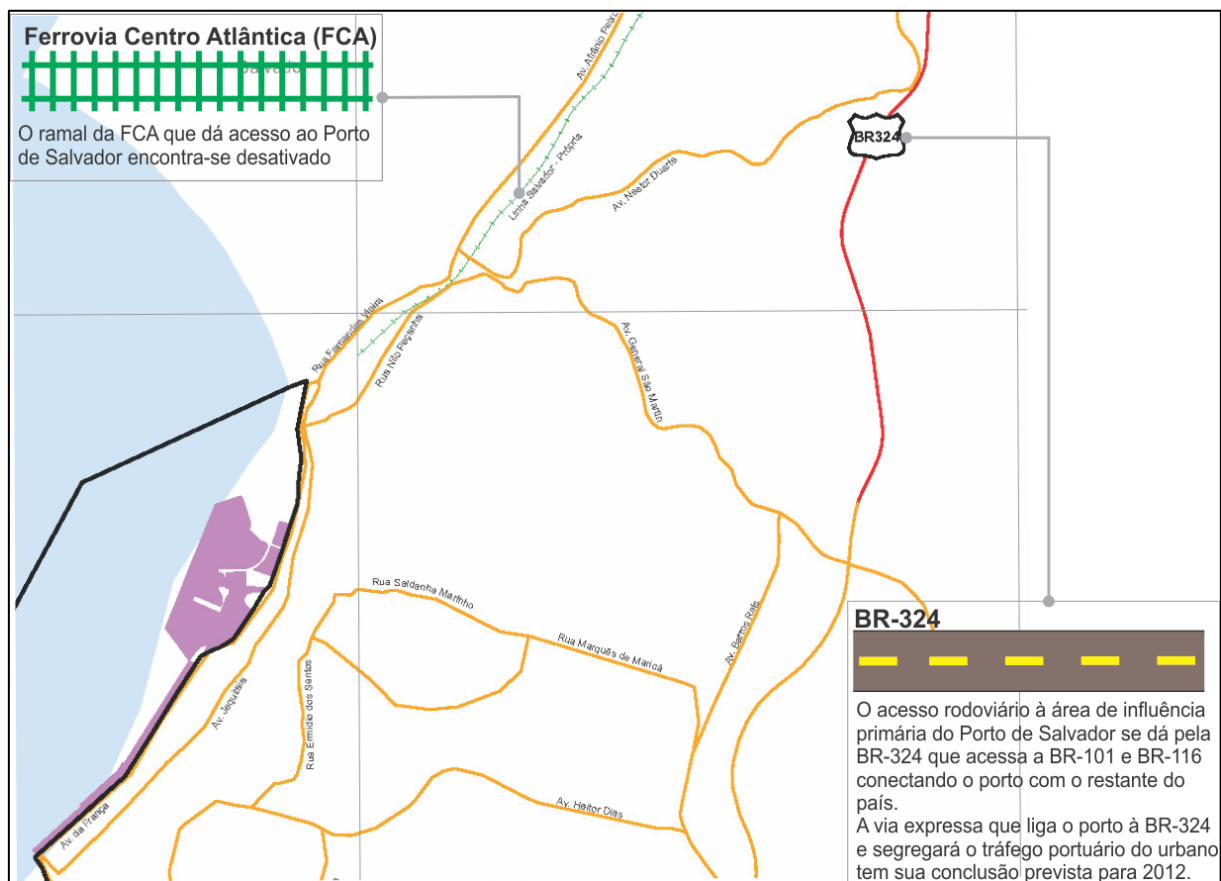 Ferrovia Centro Atlântica (FCA)
Salvado
O ramal da FCA que dá acesso ao Porto
de Salvador encontra-se desativado
Av. Afrânio Peixo
BR324
Linha Salvador - Própria
Av. Nestor Duarte
Rua Fernandes Vieira
Rua Nilo Peçanha
Av. General São Martin
Rua Saldanha Marinho
Rua Marquês de Maricá
Av. Barros Reis
Rua Ermídio dos Santos
Av. Jequitaia
Av. Heitor Dias
Av. da França
BR-324
O acesso rodoviário à área de influência
primária do Porto de Salvador se dá pela
BR-324 que acessa a BR-101 e BR-116
conectando o porto com o restante do
país.
A via expressa que liga o porto à BR-324
e segregará o tráfego portuário do urbano
tem sua conclusão prevista para 2012.